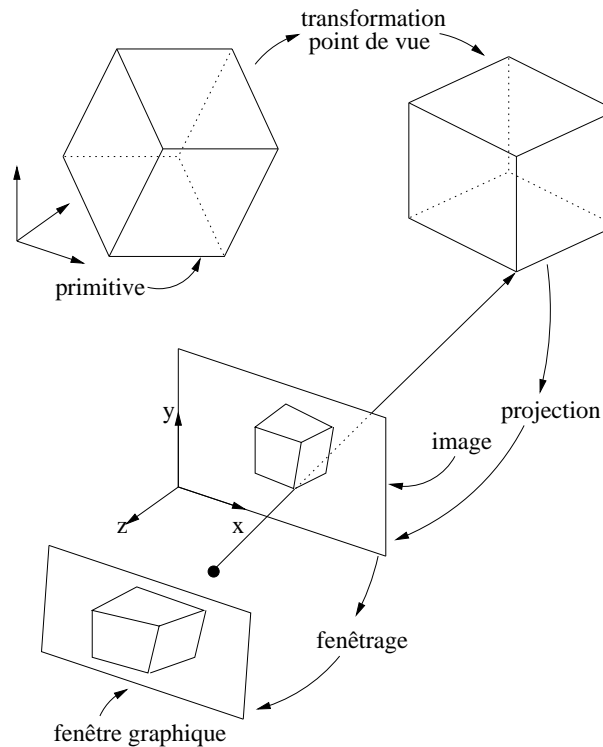 transformation
point de vue
primitive
projection
y
image
x
z
fenêtrage
fenêtre graphique